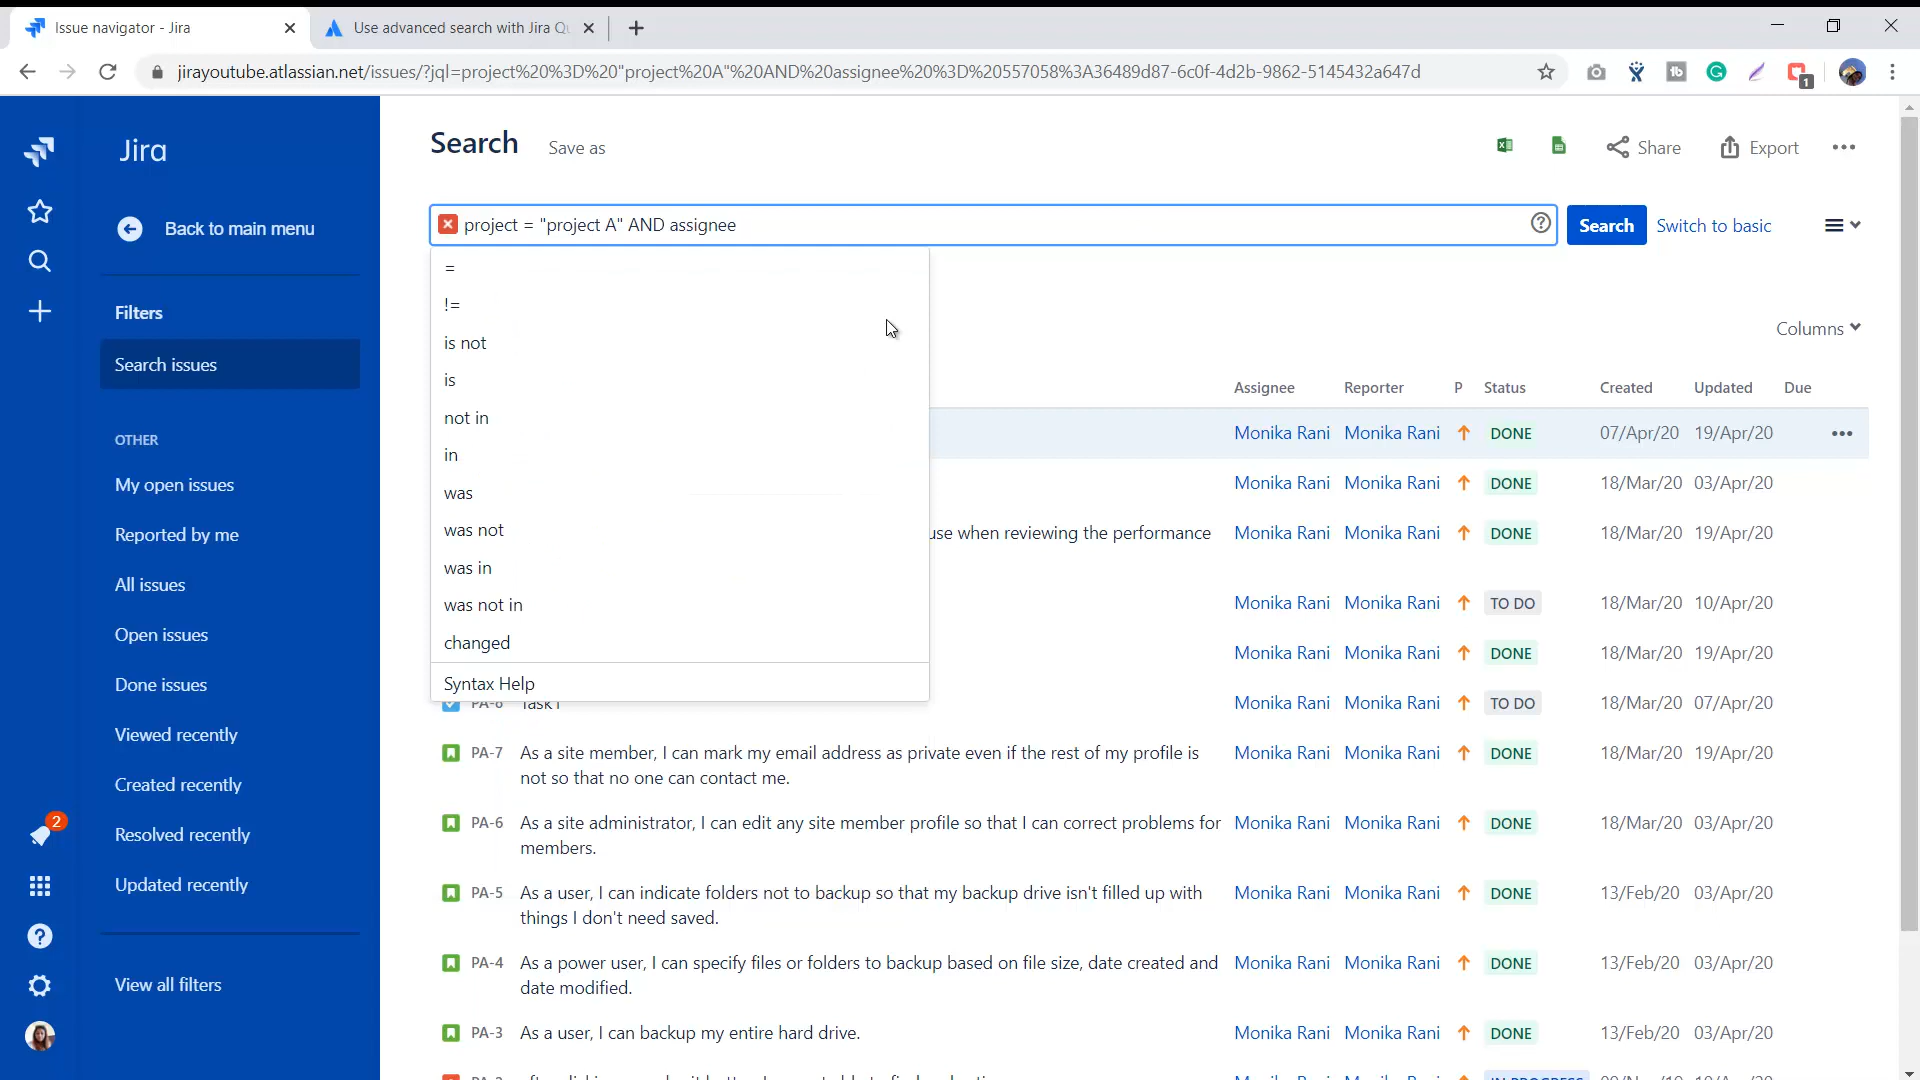 Issue navigator - Jira
Use advanced search with Jira Qu
jirayoutube.atlassian.net/issues/?jql=project%20%3D%20"project%20A"%20AND%20assignee%20%3D%20557058%3A36489d87-6c0f-4d2b-9862-5145432a647d
1
Jira
Back to main menu
Filters
Search issues
OTHER
My open issues
Reported by me
All issues
Open issues
Done issues
Viewed recently
Created recently
Resolved recently
Updated recently
View all filters
2
Search Save as
Share Export
project = "project A" AND assignee
Search Switch to basic
=
!=
is not
is
not in
in
was
was not
was in
was not in
changed
Syntax Help
Columns
Assignee Reporter P Status Created Updated Due
Monika Rani Monika Rani DONE 07/Apr/20 19/Apr/20
Monika Rani Monika Rani DONE 18/Mar/20 03/Apr/20
use when reviewing the performance Monika Rani Monika Rani DONE 18/Mar/20 19/Apr/20
Monika Rani Monika Rani TO DO 18/Mar/20 10/Apr/20
Monika Rani Monika Rani DONE 18/Mar/20 19/Apr/20
PA-8 Task1 Monika Rani Monika Rani TO DO 18/Mar/20 07/Apr/20
PA-7 As a site member, I can mark my email address as private even if the rest of my profile is Monika Rani Monika Rani DONE 18/Mar/20 19/Apr/20
not so that no one can contact me.
PA-6 As a site administrator, I can edit any site member profile so that I can correct problems for Monika Rani Monika Rani DONE 18/Mar/20 03/Apr/20
members.
PA-5 As a user, I can indicate folders not to backup so that my backup drive isn't filled up with Monika Rani Monika Rani DONE 13/Feb/20 03/Apr/20
things I don't need saved.
PA-4 As a power user, I can specify files or folders to backup based on file size, date created and Monika Rani Monika Rani DONE 13/Feb/20 03/Apr/20
date modified.
PA-3 As a user, I can backup my entire hard drive. Monika Rani Monika Rani DONE 13/Feb/20 03/Apr/20
Monika Rani Monika Rani IN PROGRESS